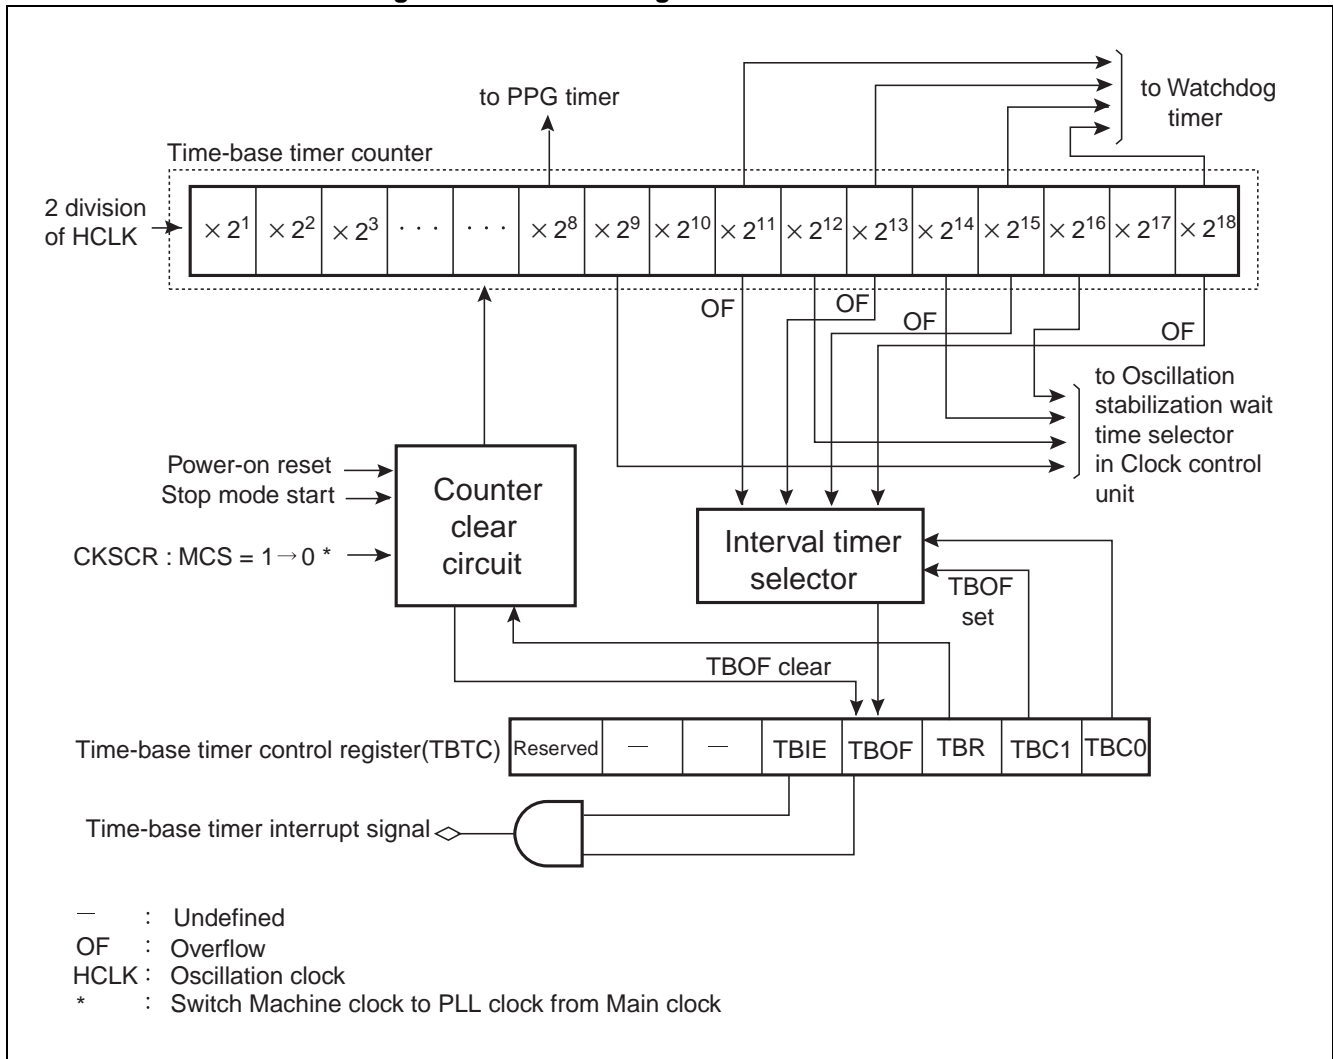 to PPG timer
to Watchdog
timer
Time-base timer counter
2 division
of HCLK
× 2¹ × 2² × 2³ · · · · · · × 2⁸ × 2⁹ × 2¹⁰ × 2¹¹ × 2¹² × 2¹³ × 2¹⁴ × 2¹⁵ × 2¹⁶ × 2¹⁷ × 2¹⁸
OF OF OF OF
to Oscillation
stabilization wait
time selector
in Clock control
unit
Power-on reset
Stop mode start
CKSCR : MCS = 1→0 *
Counter
clear
circuit
Interval timer
selector
TBOF
set
TBOF clear
Time-base timer control register(TBTC)
Reserved — — TBIE TBOF TBR TBC1 TBC0
Time-base timer interrupt signal
— : Undefined
OF : Overflow
HCLK : Oscillation clock
* : Switch Machine clock to PLL clock from Main clock